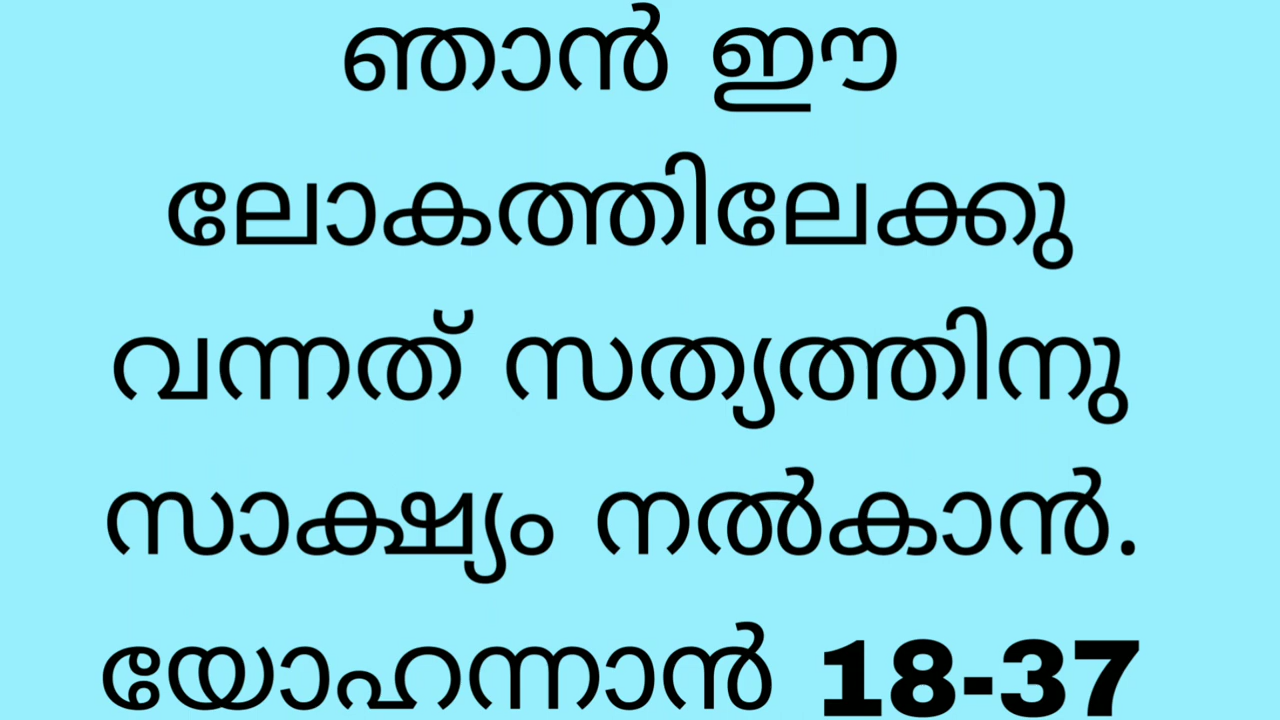 ഞാൻ ഈ
ലോകത്തിലേക്കു
വന്നത് സത്യത്തിനു
സാക്ഷ്യം നൽകാൻ.
യോഹന്നാൻ 18-37